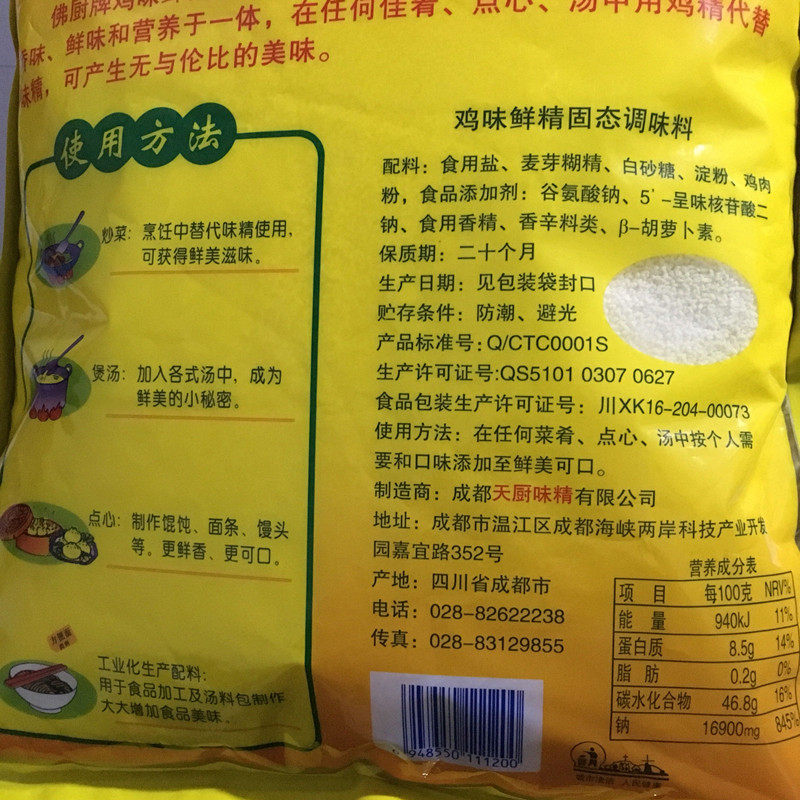 佛厨牌鸡味鲜
味、鲜味和营养于一体，在任何佳肴、点心、汤中用鸡精代替
味精，可产生无与伦比的美味。
使用方法
炒菜：烹饪中替代味精使用，
可获得鲜美滋味。
煲汤：加入各式汤中，成为
鲜美的小秘密。
点心：制作馄饨、面条、馒头
等。更鲜香、更可口。
工业化生产配料：
用于食品加工及汤料包制作
大大增加食品美味。
鸡味鲜精固态调味料
配料：食用盐、麦芽糊精、白砂糖、淀粉、鸡肉
粉，食品添加剂：谷氨酸钠、5'-呈味核苷酸二
钠、食用香精、香辛料类、β-胡萝卜素。
保质期：二十个月
生产日期：见包装袋封口
贮存条件：防潮、避光
产品标准号：Q/CTC0001S
生产许可证号:QS5101 0307 0627
食品包装生产许可证号：川XK16-204-00073
使用方法：在任何菜肴、点心、汤中按个人需
要和口味添加至鲜美可口。
制造商：成都天厨味精有限公司
地址：成都市温江区成都海峡两岸科技产业开发
园嘉宜路352号
产地：四川省成都市
电话：028-82622238
传真：028-83129855
营养成分表
项 目 每100克 NRV%
能 量 940kJ 11%
蛋白质 8.5g 14%
脂 肪 0.2g 0%
碳水化合物 46.8g 16%
钠 16900mg 845%
948550 111200
城市清洁 人民健康